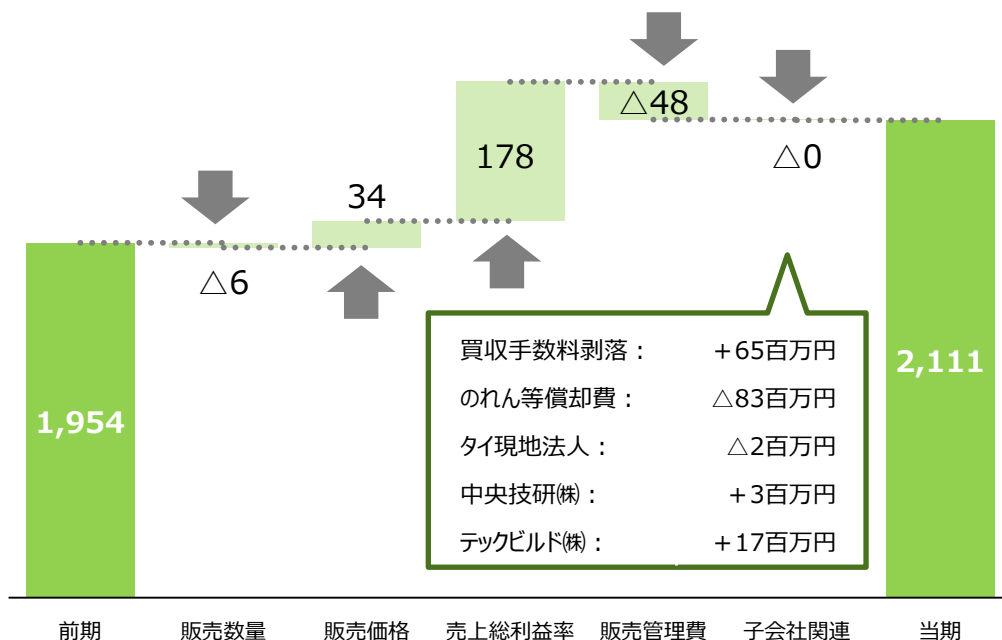 △48
178
△0
34
△6
買収手数料剥落： +65百万円
のれん等償却費： △83百万円
タイ現地法人： △2百万円
中央技研㈱： +3百万円
テックビルド㈱： +17百万円
2,111
1,954
前期 販売数量 販売価格 売上総利益率 販売管理費 子会社関連 当期